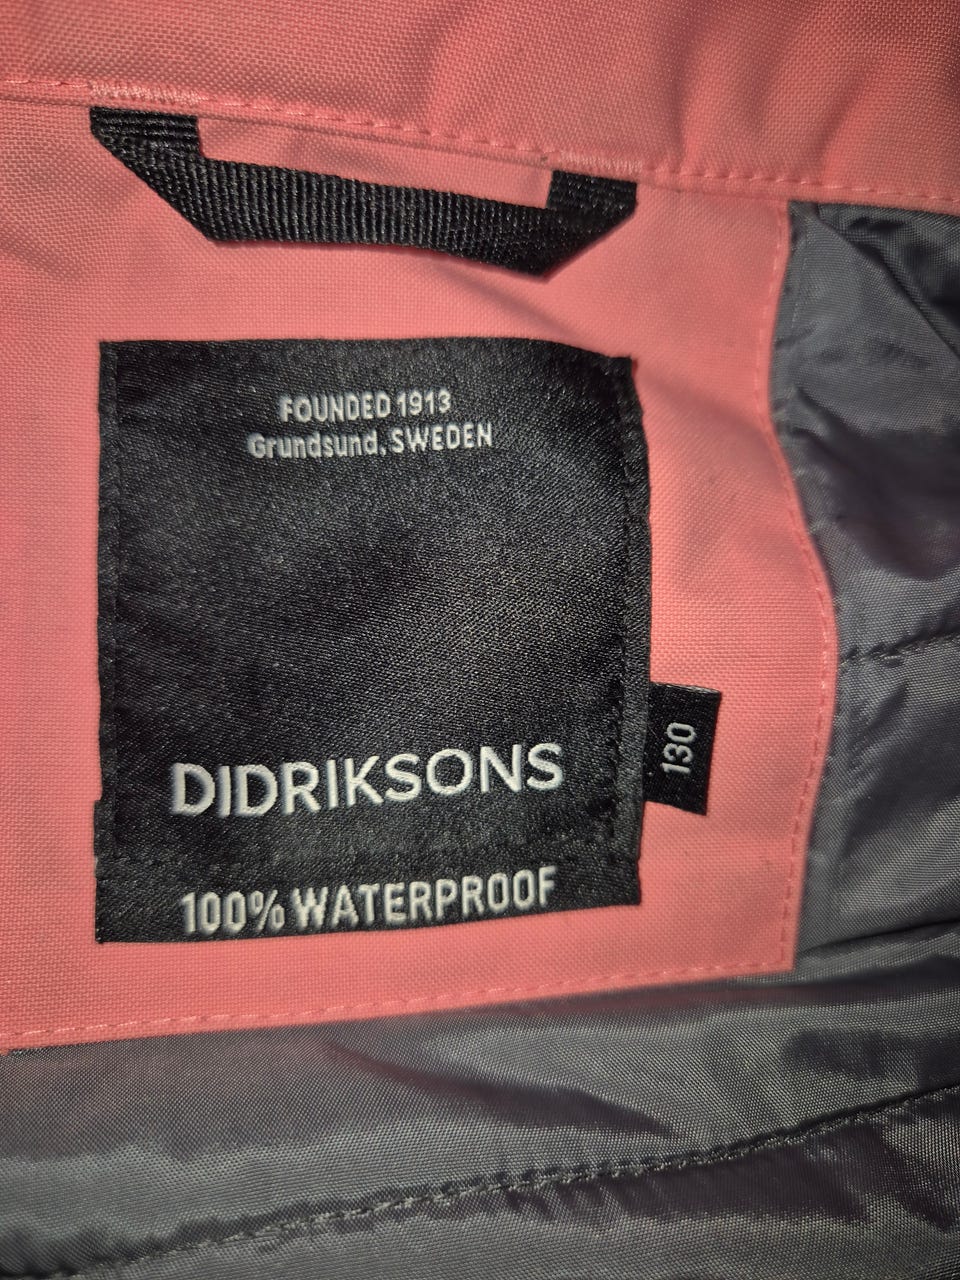 FOUNDED 1913
Grundsund, SWEDEN
DIDRIKSONS
130
100% WATERPROOF